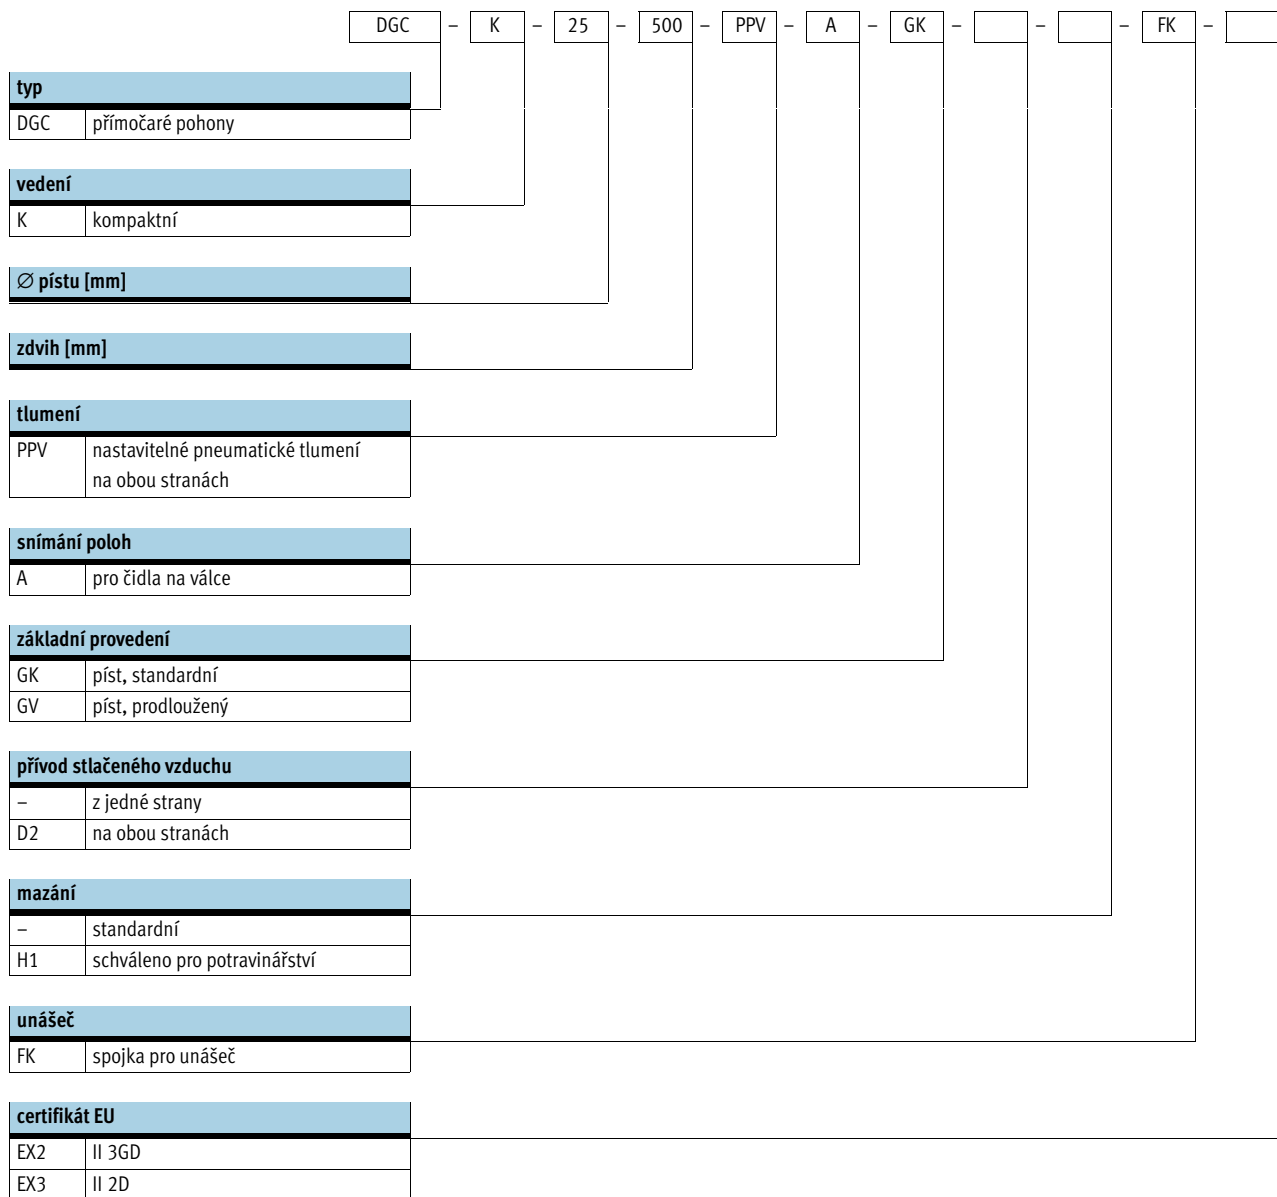 DGC – K – 25 – 500 – PPV – A – GK – – – FK –
typ
DGC přímočaré pohony
vedení
K kompaktní
∅ pístu [mm]
zdvih [mm]
tlumení
PPV nastavitelné pneumatické tlumení
na obou stranách
snímání poloh
A pro čidla na válce
základní provedení
GK píst, standardní
GV píst, prodloužený
přívod stlačeného vzduchu
– z jedné strany
D2 na obou stranách
mazání
– standardní
H1 schváleno pro potravinářství
unášeč
FK spojka pro unášeč
certifikát EU
EX2 II 3GD
EX3 II 2D